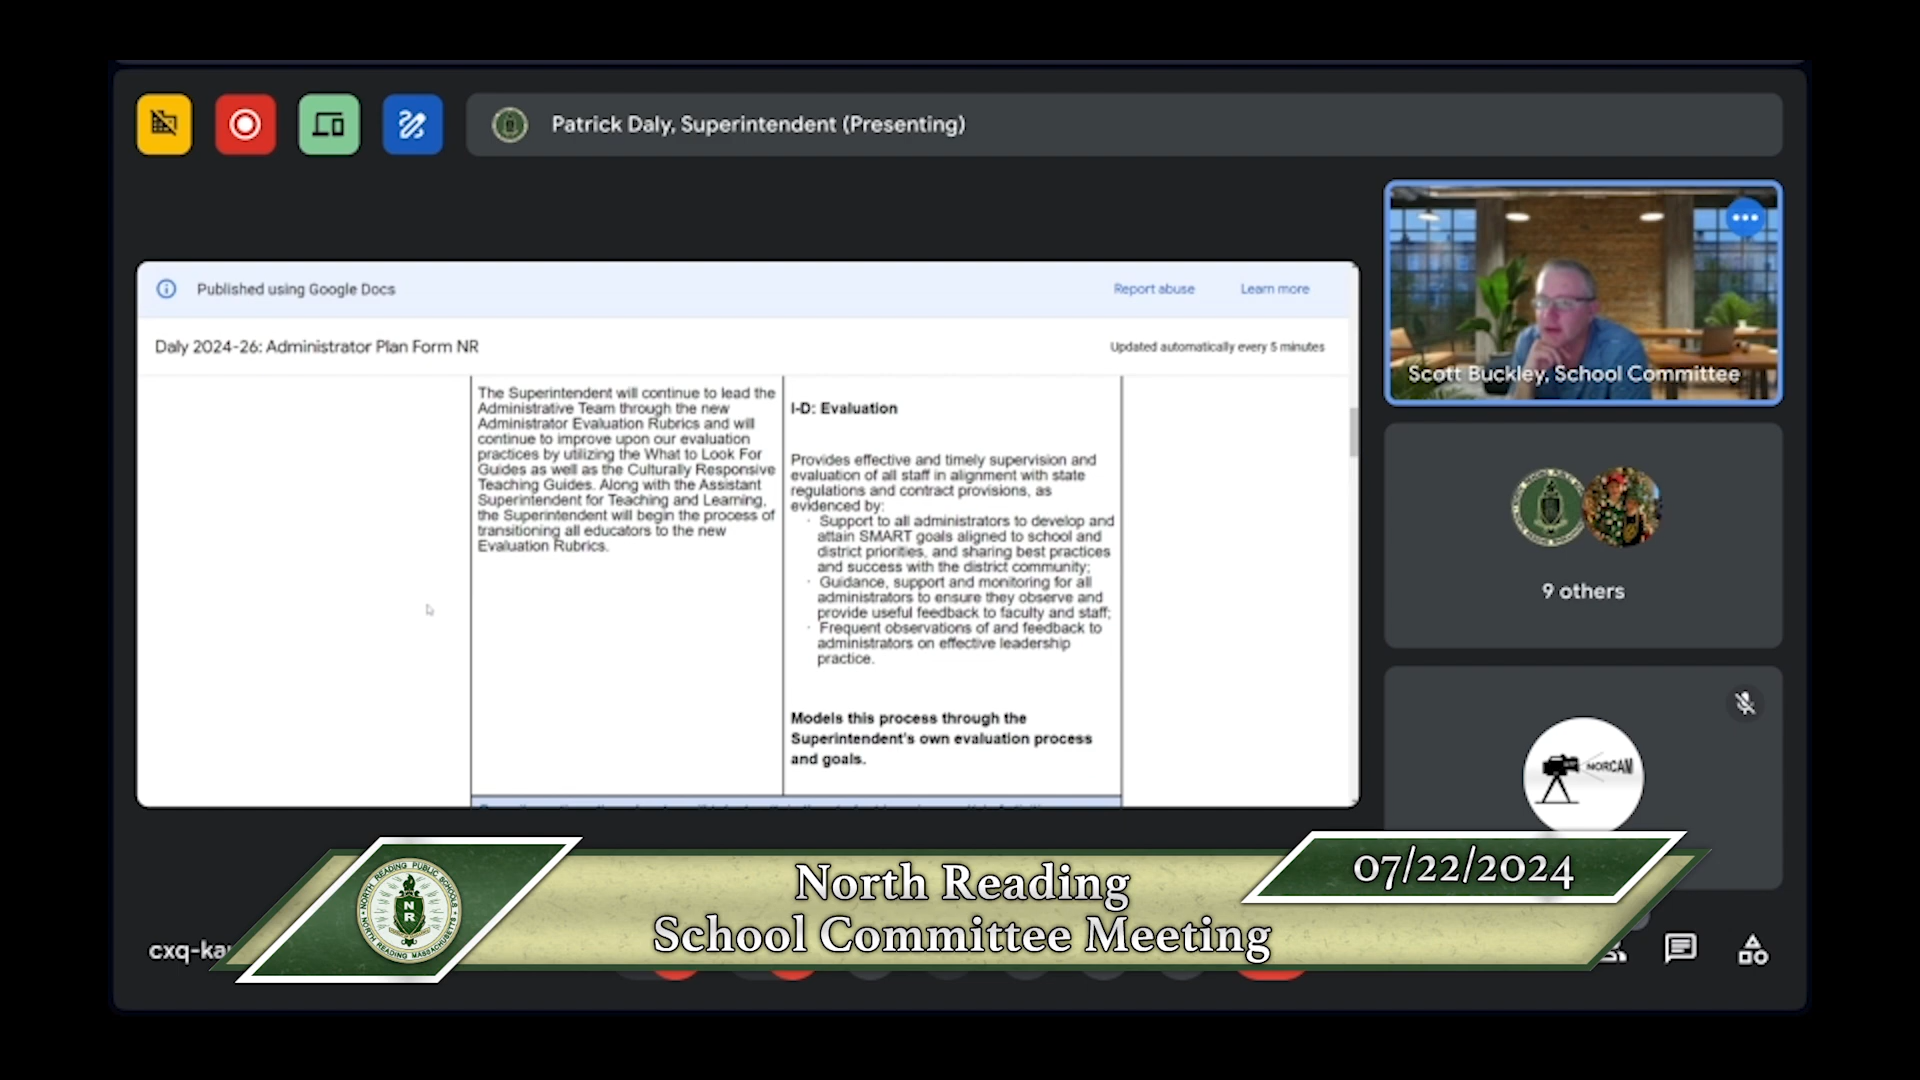 Patrick Daly, Superintendent (Presenting)
Published using Google Docs
Report abuse
Learn more
Daly 2024-26: Administrator Plan Form NR
Updated automatically every 5 minutes
The Superintendent will continue to lead the
Administrative Team through the new
Administrator Evaluation Rubrics and will
continue to improve upon our evaluation
practices by utilizing the What to Look For
Guides as well as the Culturally Responsive
Teaching Guides. Along with the Assistant
Superintendent for Teaching and Learning,
the Superintendent will begin the process of
transitioning all educators to the new
Evaluation Rubrics.
I-D: Evaluation
Provides effective and timely supervision and
evaluation of all staff in alignment with state
regulations and contract provisions, as
evidenced by:
· Support to all administrators to develop and
attain SMART goals aligned to school and
district priorities, and sharing best practices
and success with the district community;
· Guidance, support and monitoring for all
administrators to ensure they observe and
provide useful feedback to faculty and staff;
· Frequent observations of and feedback to
administrators on effective leadership
practice.
Models this process through the
Superintendent's own evaluation process
and goals.
Scott Buckley, School Committee
9 others
NORCAM
07/22/2024
North Reading
School Committee Meeting
NORTH READING PUBLIC SCHOOLS
NORTH READING MASSACHUSETTS
N
R
cxq-ka